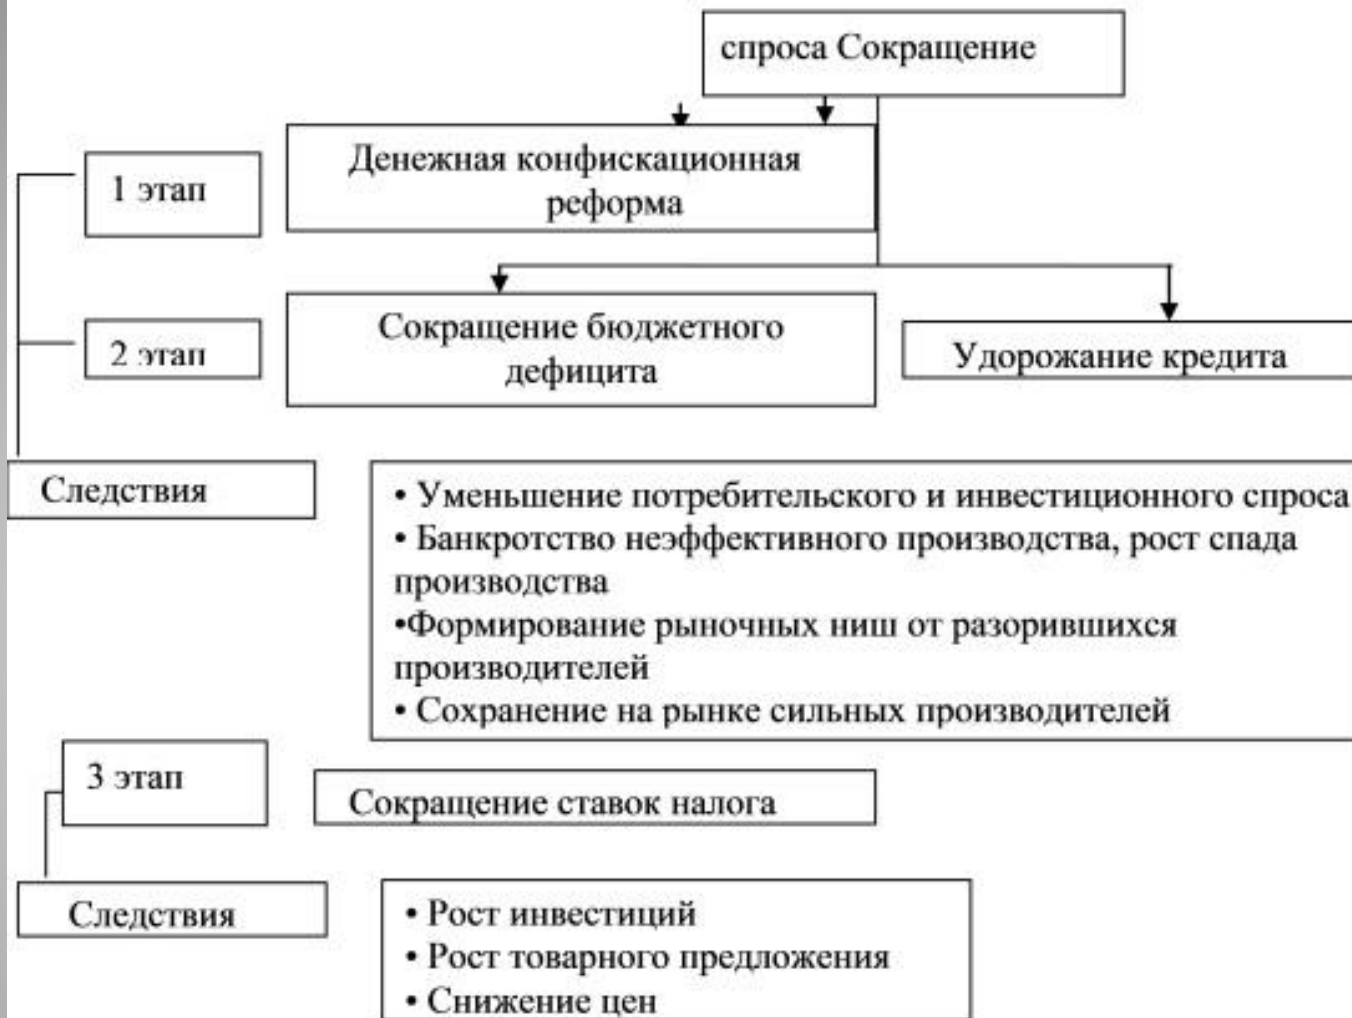 спроса Сокращение
1 этап
Денежная конфискационная
реформа
2 этап
Сокращение бюджетного
дефицита
Удорожание кредита
Следствия
• Уменьшение потребительского и инвестиционного спроса
• Банкротство неэффективного производства, рост спада
производства
•Формирование рыночных ниш от разорившихся
производителей
• Сохранение на рынке сильных производителей
3 этап
Сокращение ставок налога
Следствия
• Рост инвестиций
• Рост товарного предложения
• Снижение цен